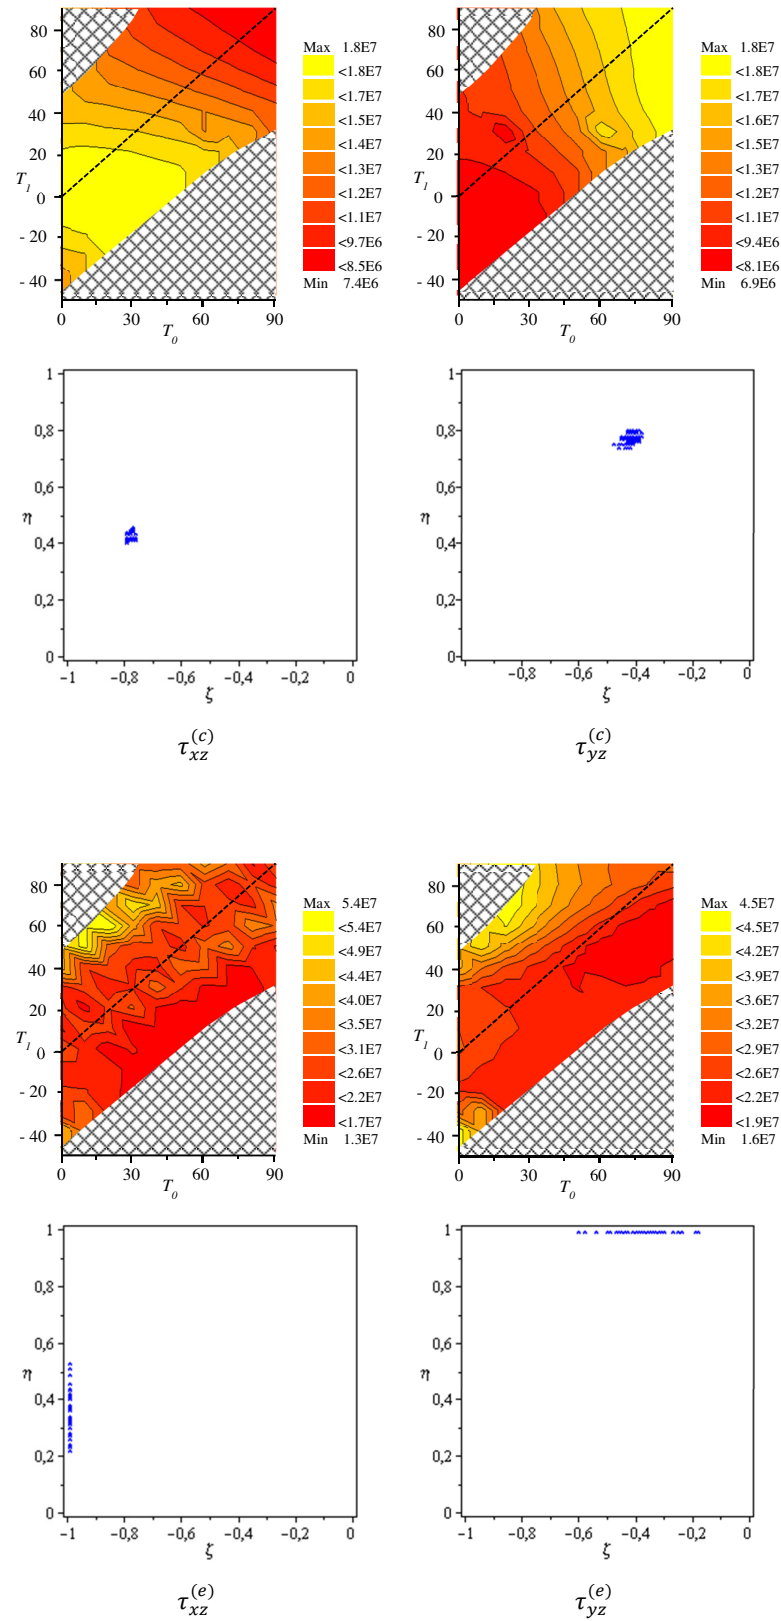 80
60
40
20
T1
0
- 20
- 40
0 30 60 90
T0
Max 1.8E7
<1.8E7
<1.7E7
<1.5E7
<1.4E7
<1.3E7
<1.2E7
<1.1E7
<9.7E6
<8.5E6
Min 7.4E6
80
60
40
20
T1
0
- 20
- 40
0 30 60 90
T0
Max 1.8E7
<1.8E7
<1.7E7
<1.6E7
<1.5E7
<1.3E7
<1.2E7
<1.1E7
<9.4E6
<8.1E6
Min 6.9E6
1
0,8
0,6
η
0,4
0,2
0
−1 −0,8 −0,6 −0,4 −0,2 0
ζ
1
0,8
0,6
η
0,4
0,2
0
−0,8 −0,6 −0,4 −0,2 0
ζ
τxz(c)
τyz(c)
80
60
40
20
T1
0
- 20
- 40
0 30 60 90
T0
Max 5.4E7
<5.4E7
<4.9E7
<4.4E7
<4.0E7
<3.5E7
<3.1E7
<2.6E7
<2.2E7
<1.7E7
Min 1.3E7
80
60
40
20
T1
0
- 20
- 40
0 30 60 90
T0
Max 4.5E7
<4.5E7
<4.2E7
<3.9E7
<3.6E7
<3.2E7
<2.9E7
<2.6E7
<2.2E7
<1.9E7
Min 1.6E7
1
0,8
0,6
η
0,4
0,2
0
−1 −0,8 −0,6 −0,4 −0,2 0
ζ
1
0,8
0,6
η
0,4
0,2
0
−1 −0,8 −0,6 −0,4 −0,2 0
ζ
τxz(e)
τyz(e)